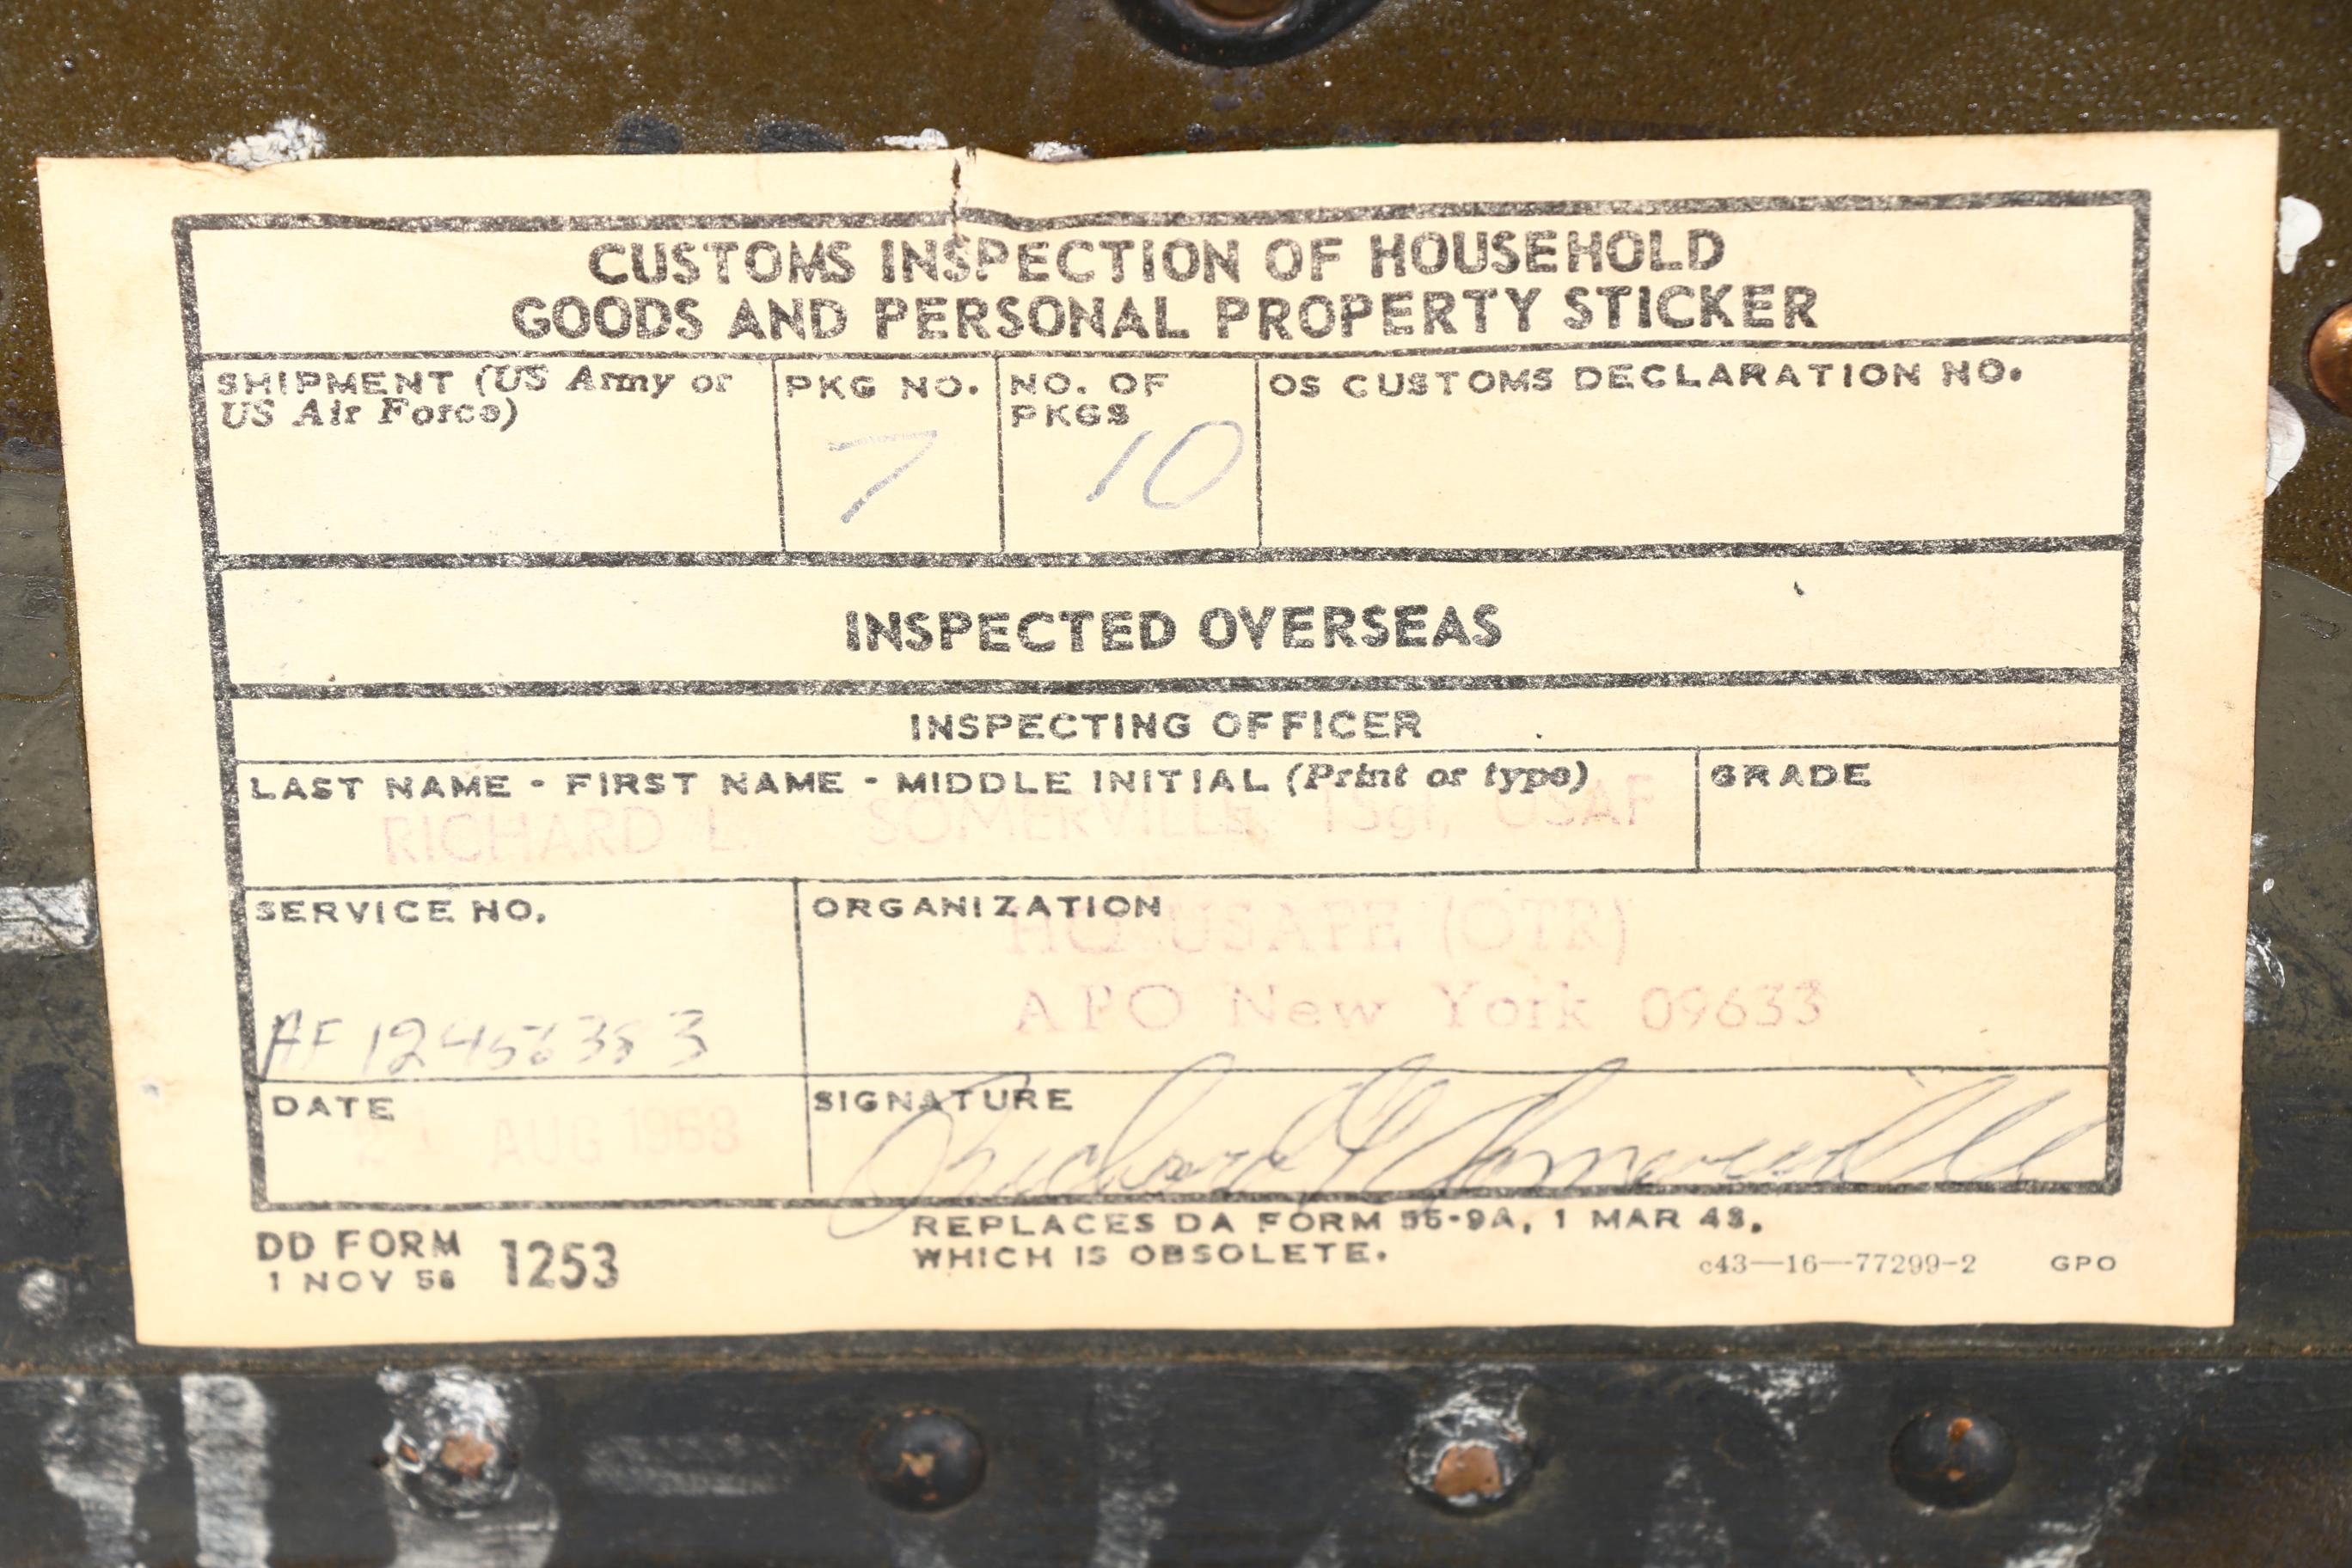 CUSTOMS INSPECTION OF HOUSEHOLD
GOODS AND PERSONAL PROPERTY STICKER
SHIPMENT (US Army or
US Air Force)
PKG NO.
7
NO. OF
PKGS
10
OS CUSTOMS DECLARATION NO.
INSPECTED OVERSEAS
INSPECTING OFFICER
LAST NAME - FIRST NAME - MIDDLE INITIAL (Print or type)
RICHARD L. SOMERVILLE, TSgt, USAF
GRADE
SERVICE NO.
ORGANIZATION
HQ USAFE (OTR)
APO New York 09633
DATE
AUG 1968
SIGNATURE
Richard L Somerville
DD FORM 1253
1 NOV 56
REPLACES DA FORM 55-9A, 1 MAR 48,
WHICH IS OBSOLETE.
c43—16—77299-2 GPO